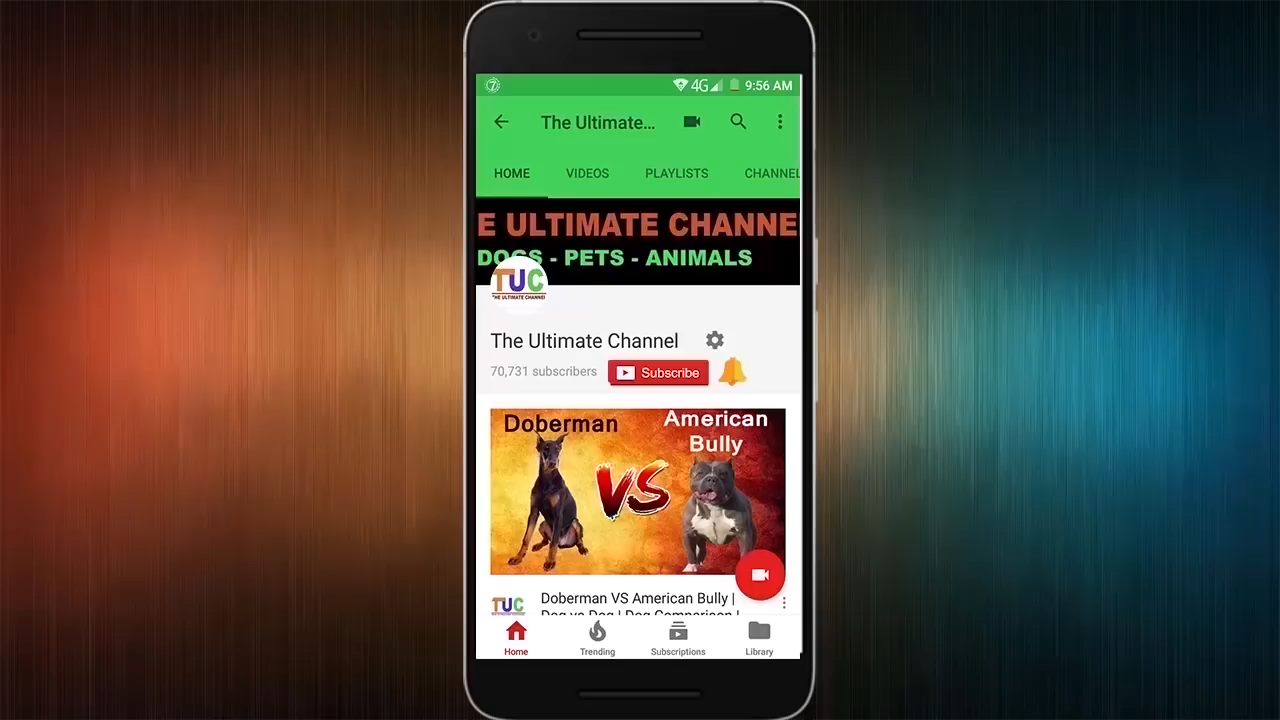 7 4G 9:56 AM
The Ultimate...
HOME VIDEOS PLAYLISTS CHANNEL
E ULTIMATE CHANNE
DOGS - PETS - ANIMALS
TUC
THE ULTIMATE CHANNEL
The Ultimate Channel
70,731 subscribers Subscribe
Doberman
American
Bully
VS
TUC
Doberman VS American Bully |
Dog vs Dog | Dog Comparison |
Home Trending Subscriptions Library